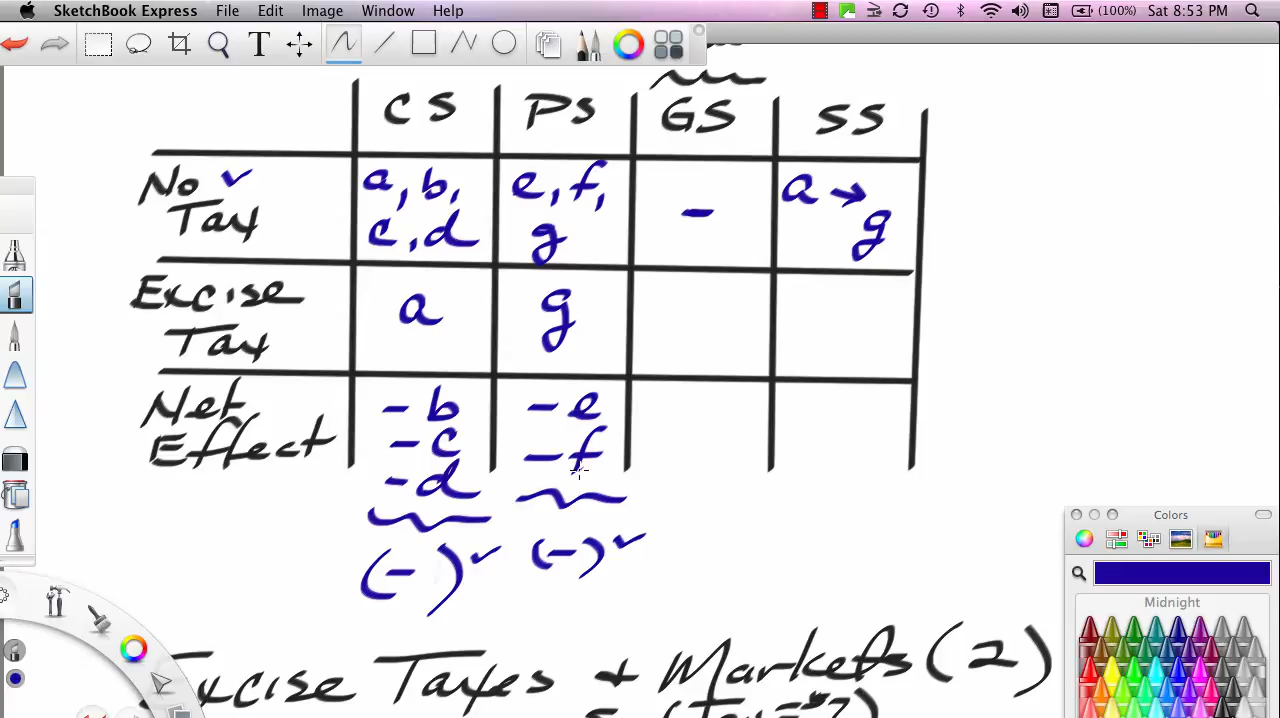 SketchBook Express File Edit Image Window Help (100%) Sat 8:53 PM
T
CS PS GS SS
No Tax a, b, c, d e, f, g - a → g
Excise Tax a g
Net Effect - b - c - d - e - f
(-) ✓ (-) ✓
Colors
Midnight
Excise Taxes + Markets (2)